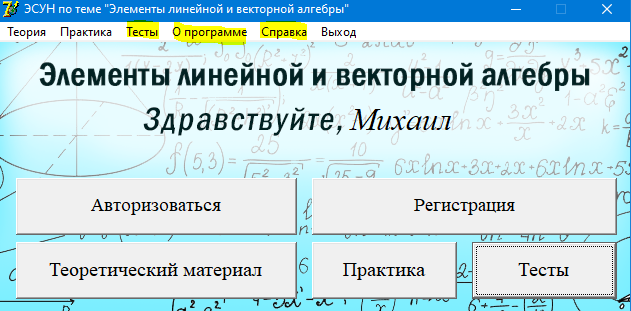 ЭСУН по теме "Элементы линейной и векторной алгебры"
Теория Практика Тесты О программе Справка Выход
Элементы линейной и векторной алгебры
Здравствуйте, Михаил
Авторизоваться Регистрация
Теоретический материал Практика Тесты